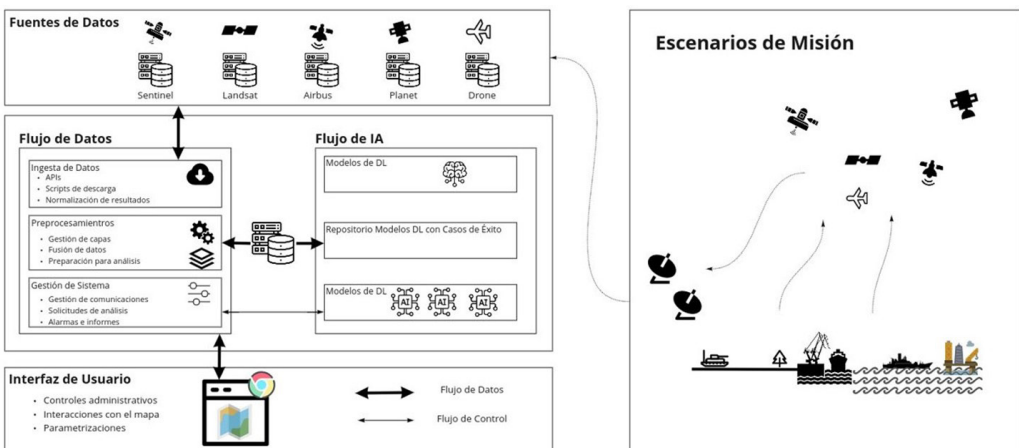 Fuentes de Datos
Sentinel
Landsat
Airbus
Planet
Drone
Flujo de Datos
Ingesta de Datos
APIs
Scripts de descarga
Normalización de resultados
Preprocesamientros
Gestión de capas
Fusión de datos
Preparación para análisis
Gestión de Sistema
Gestión de comunicaciones
Solicitudes de análisis
Alarmas e informes
Flujo de IA
Modelos de DL
Repositorio Modelos DL con Casos de Éxito
Modelos de DL
AI
AI
AI
Interfaz de Usuario
Controles administrativos
Interacciones con el mapa
Parametrizaciones
Flujo de Datos
Flujo de Control
Escenarios de Misión